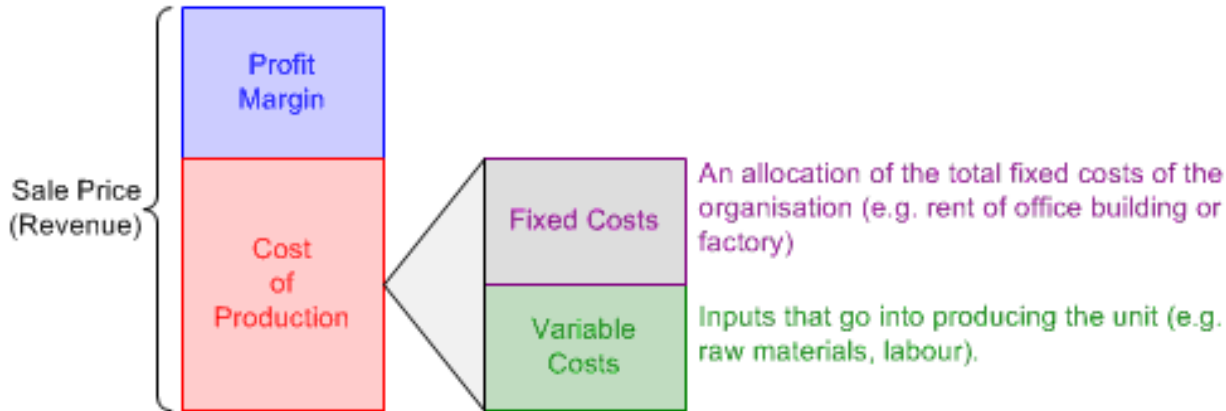 Profit
Margin
Sale Price
(Revenue)
Cost
of
Production
Fixed Costs
An allocation of the total fixed costs of the
organisation (e.g. rent of office building or
factory)
Variable
Costs
Inputs that go into producing the unit (e.g.
raw materials, labour).